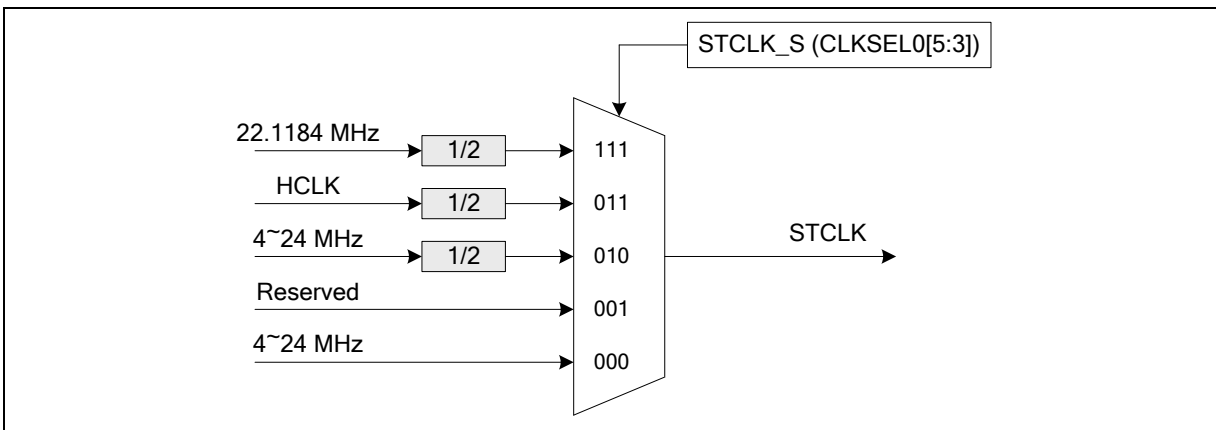 STCLK_S (CLKSEL0[5:3])
22.1184 MHz
1/2
111
HCLK
1/2
011
4~24 MHz
1/2
010
STCLK
Reserved
001
4~24 MHz
000